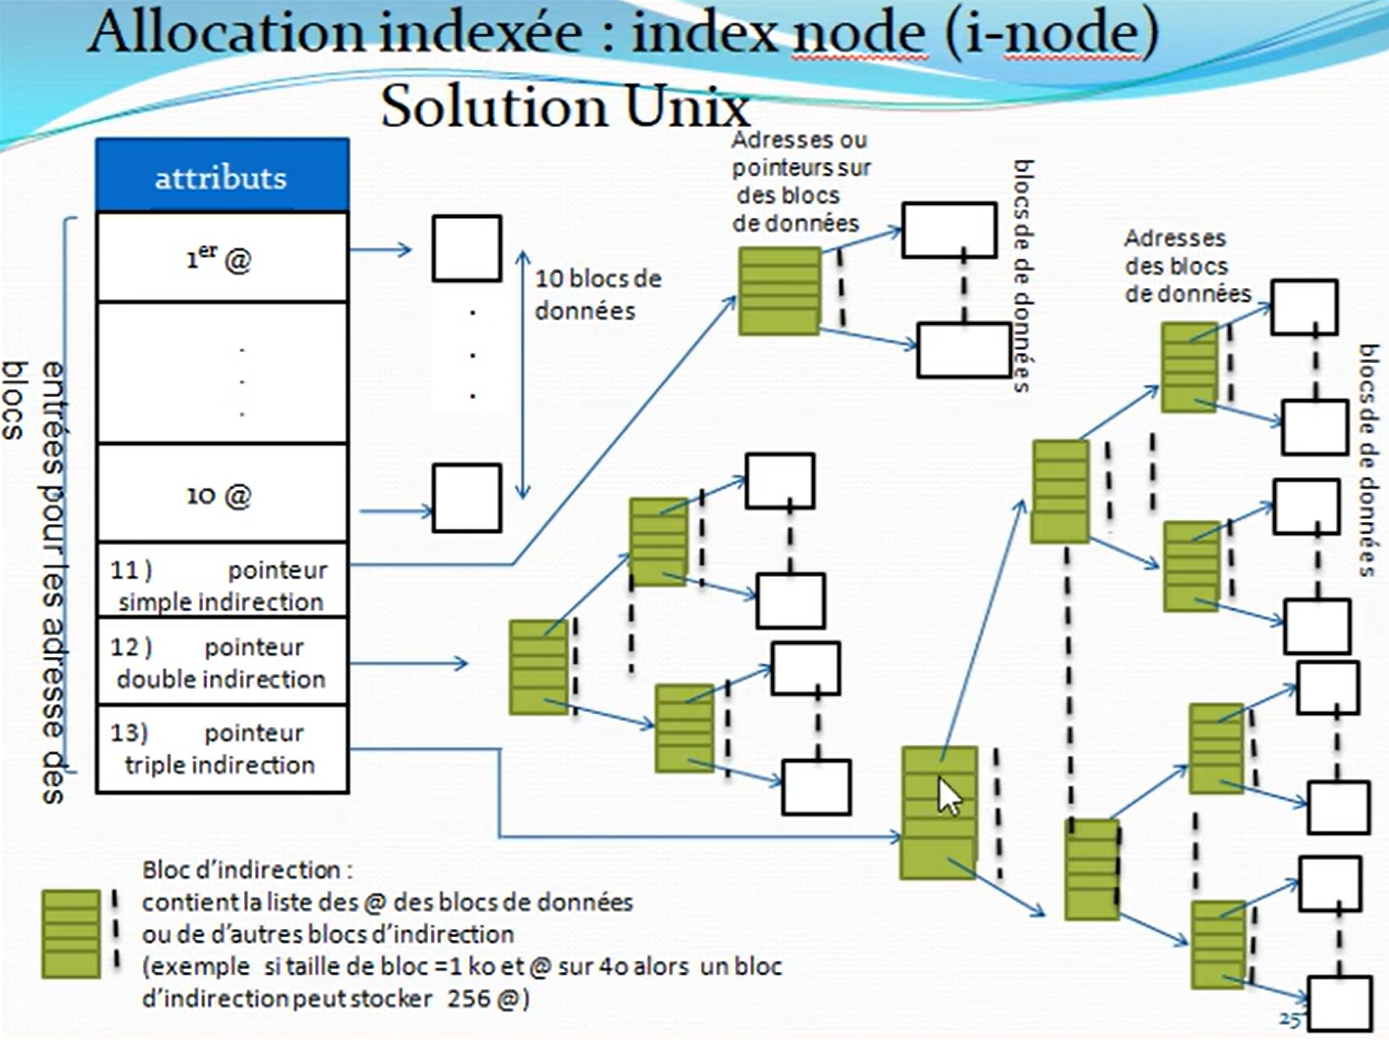 Allocation indexée : index node (i-node)
Solution Unix
attributs
1er @
.
.
.
10 @
11) pointeur
simple indirection
12) pointeur
double indirection
13) pointeur
triple indirection
entrées pour les adresse des
blocs
.
.
.
10 blocs de
données
Adresses ou
pointeurs sur
des blocs
de données
blocs de données
Adresses
des blocs
de données
blocs de données
Bloc d'indirection :
contient la liste des @ des blocs de données
ou de d'autres blocs d'indirection
(exemple si taille de bloc =1 ko et @ sur 4o alors un bloc
d'indirection peut stocker 256 @)
25